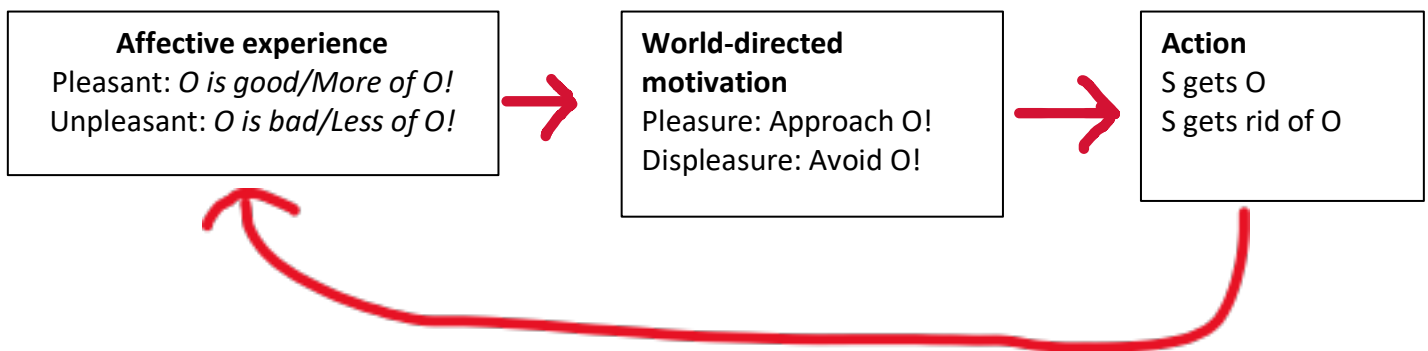 Affective experience
Pleasant: O is good/More of O!
Unpleasant: O is bad/Less of O!
World-directed
motivation
Pleasure: Approach O!
Displeasure: Avoid O!
Action
S gets O
S gets rid of O